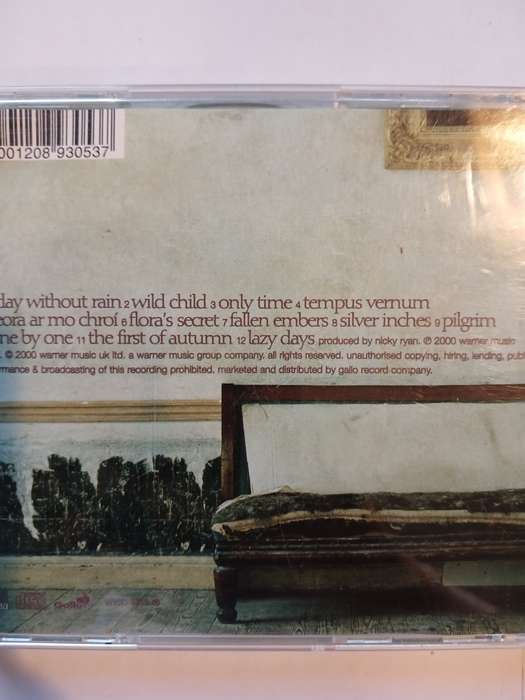 001208 930537
day without rain 2 wild child 3 only time 4 tempus vernum
eora ar mo chroí 6 flora's secret 7 fallen embers 8 silver inches 9 pilgrim
ne by one 11 the first of autumn 12 lazy days produced by nicky ryan. ℗ 2000 warner music
. © 2000 warner music uk ltd. a warner music group company. all rights reserved. unauthorised copying, hiring, lending, publ
rmance & broadcasting of this recording prohibited. marketed and distributed by gallo record company.
Gallo